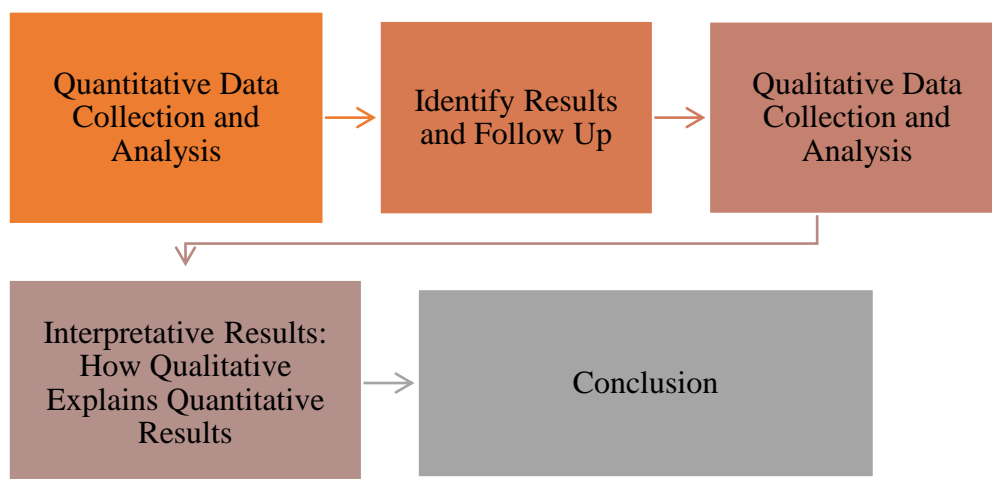 Quantitative Data
Collection and
Analysis
Identify Results
and Follow Up
Qualitative Data
Collection and
Analysis
Interpretative Results:
How Qualitative
Explains Quantitative
Results
Conclusion